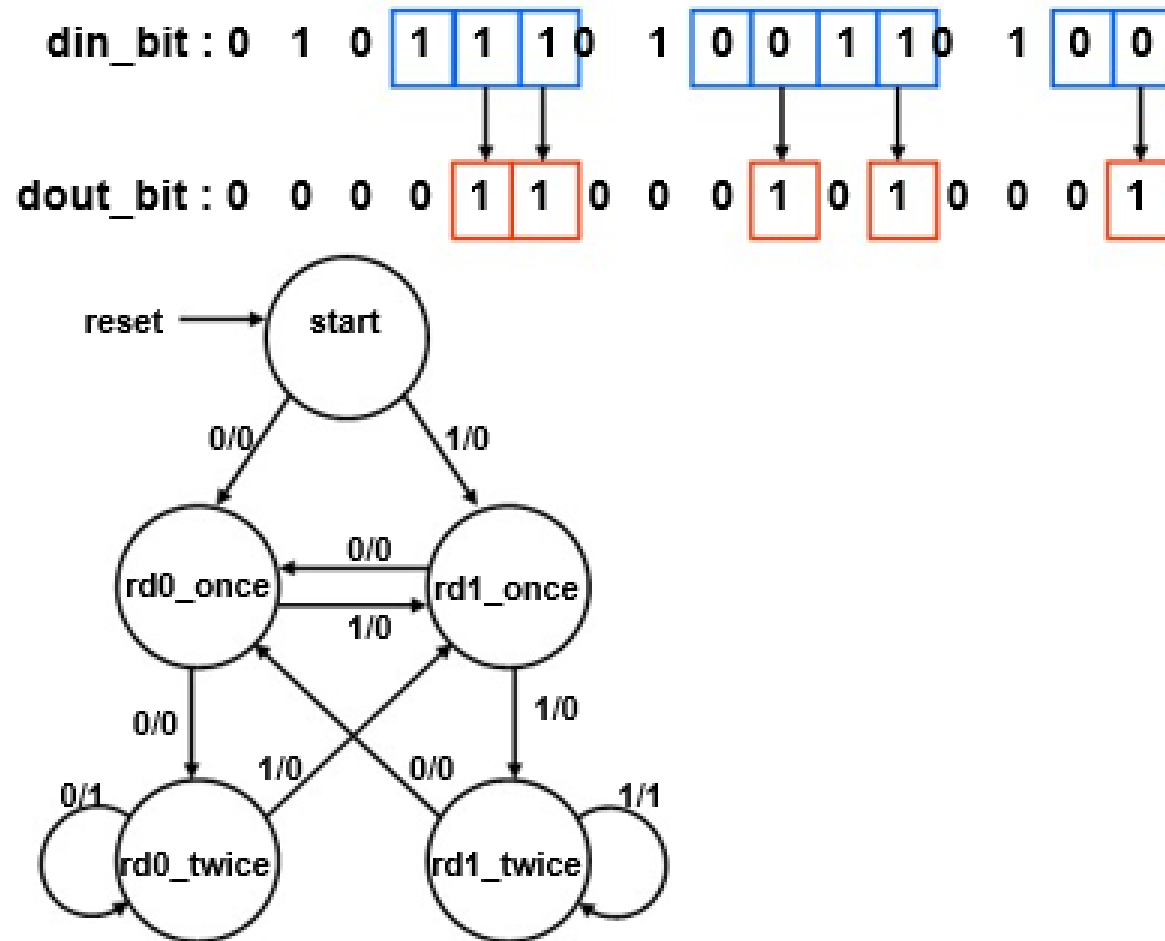 din_bit : 0 1 0 1 1 1 0 1 0 0 1 1 0 1 0 0
dout_bit : 0 0 0 0 1 1 0 0 0 1 0 1 0 0 0 1
reset start
0/0 1/0
0/0
rd0_once rd1_once
1/0
0/0 1/0
1/0 0/0
0/1 1/1
rd0_twice rd1_twice